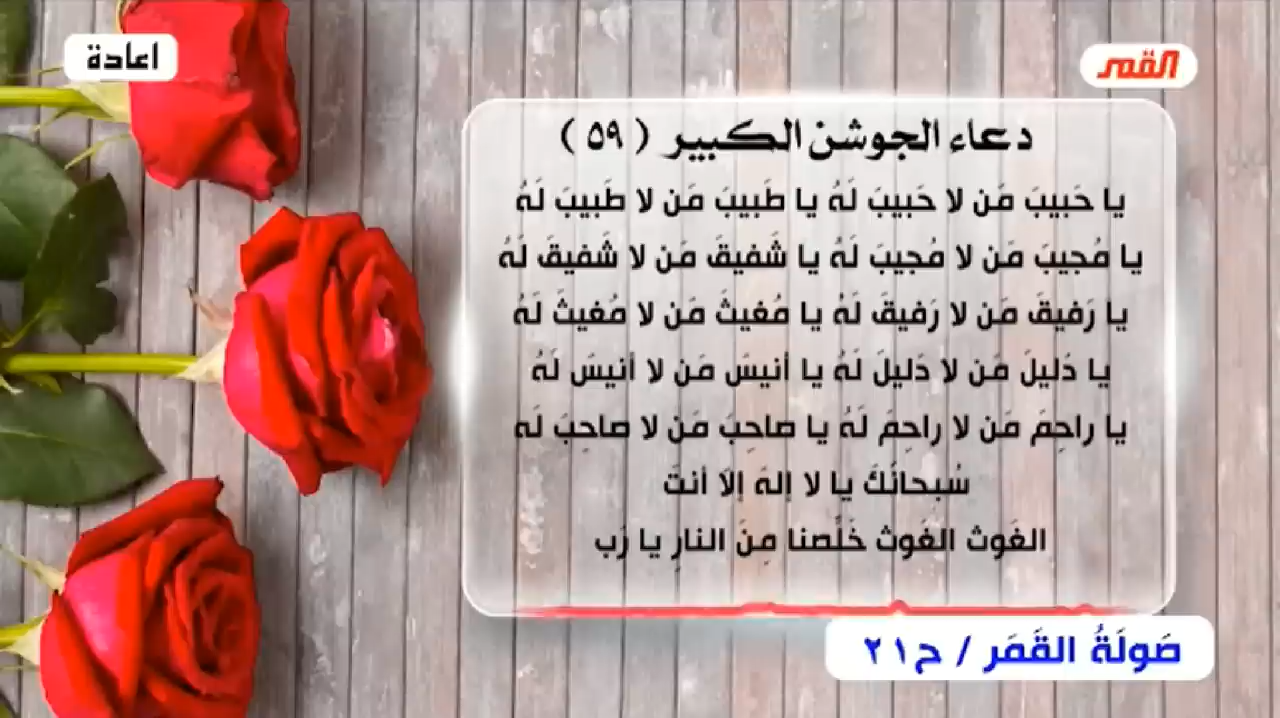 اعادة
القمر
دعاء الجوشن الكبير ( ٥٩ )
يا حَبيبَ مَن لا حَبيبَ لَهُ يا طَبيبَ مَن لا طَبيبَ لَهُ
يا مُجيبَ مَن لا مُجيبَ لَهُ يا شَفيقَ مَن لا شَفيقَ لَهُ
يا رَفيقَ مَن لا رَفيقَ لَهُ يا مُغيثَ مَن لا مُغيثَ لَهُ
يا دَليلَ مَن لا دَليلَ لَهُ يا أنيسَ مَن لا أنيسَ لَهُ
يا راحِمَ مَن لا راحِمَ لَهُ يا صاحِبَ مَن لا صاحِبَ لَه
سُبحانَكَ يا لا إلهَ إلاَ أنتَ
الغَوث الغَوث خَلِّصنا مِنَ النارِ يا رَب
صَولَةُ القَمَر / ح٢١